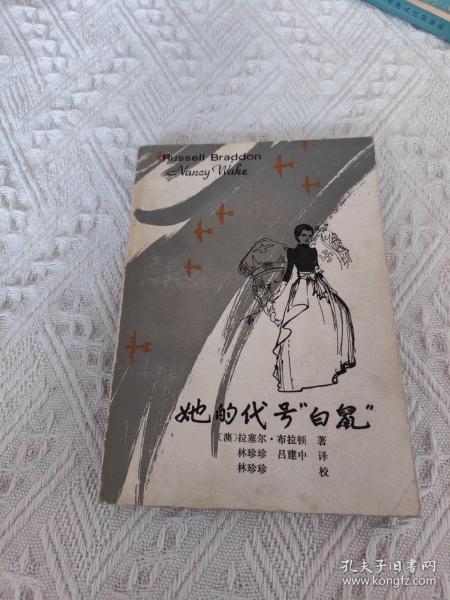 Russell Braddon
Nancy Wake
她的代号"白鼠"
〔澳〕拉塞尔·布拉顿 著
林珍珍 吕建中 译
林珍珍 校
孔夫子旧书网
www.kongfz.com